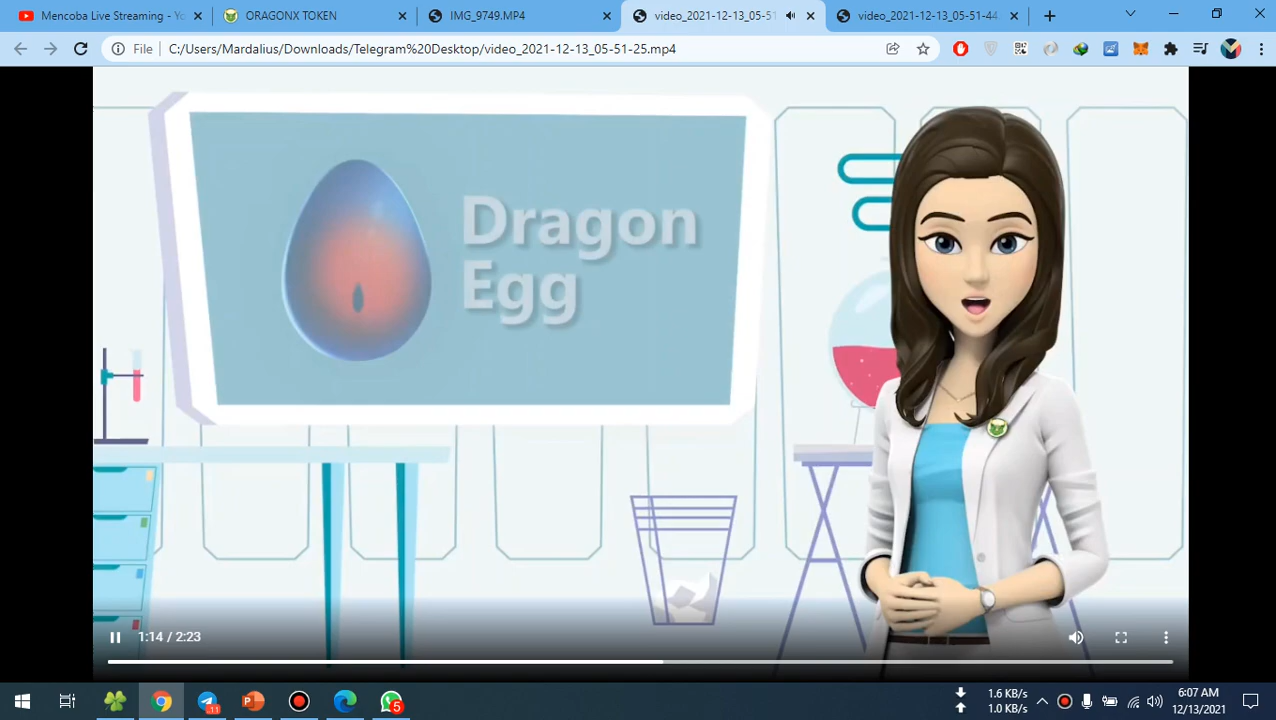 Mencoba Live Streaming - Yo
ORAGONX TOKEN
IMG_9749.MP4
video_2021-12-13_05-51
video_2021-12-13_05-51-44
File
C:/Users/Mardalius/Downloads/Telegram%20Desktop/video_2021-12-13_05-51-25.mp4
Dragon
Egg
1:14 / 2:23
11
5
1.6 KB/s
1.0 KB/s
6:07 AM
12/13/2021